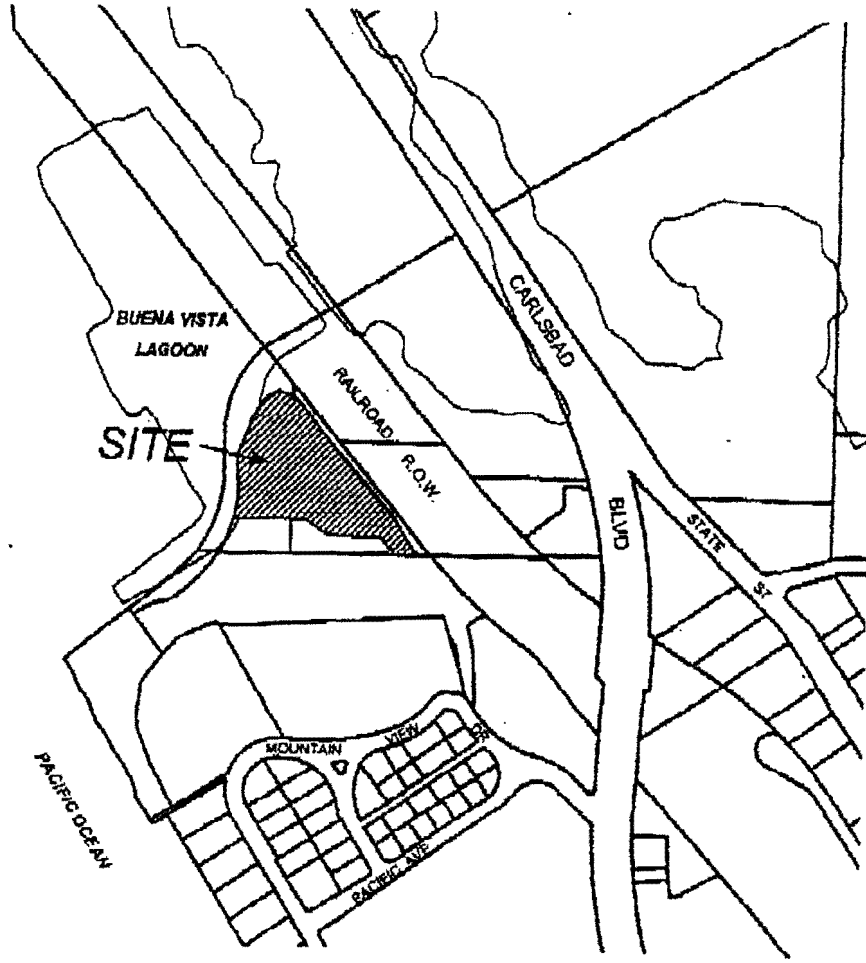 BUENA VISTA
LAGOON
SITE
RAILROAD
R.O.W.
CARLSBAD
BLVD
STATE
ST
MOUNTAIN
VIEW
DR
PACIFIC AVE
PACIFIC OCEAN